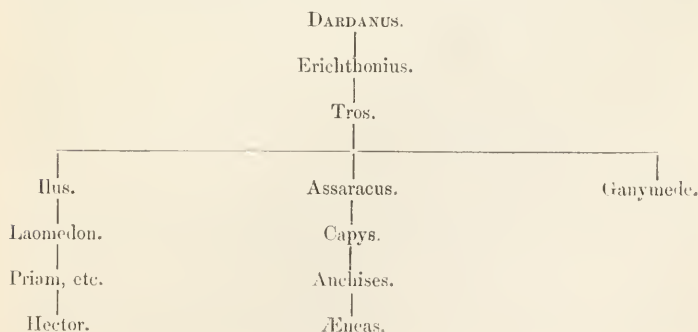 DARDANUS.
Erichthonius.
Tros.
Ilus. Assaracus. Ganymede.
Laomedon. Capys.
Priam, etc. Anchises.
Hector. Æneas.